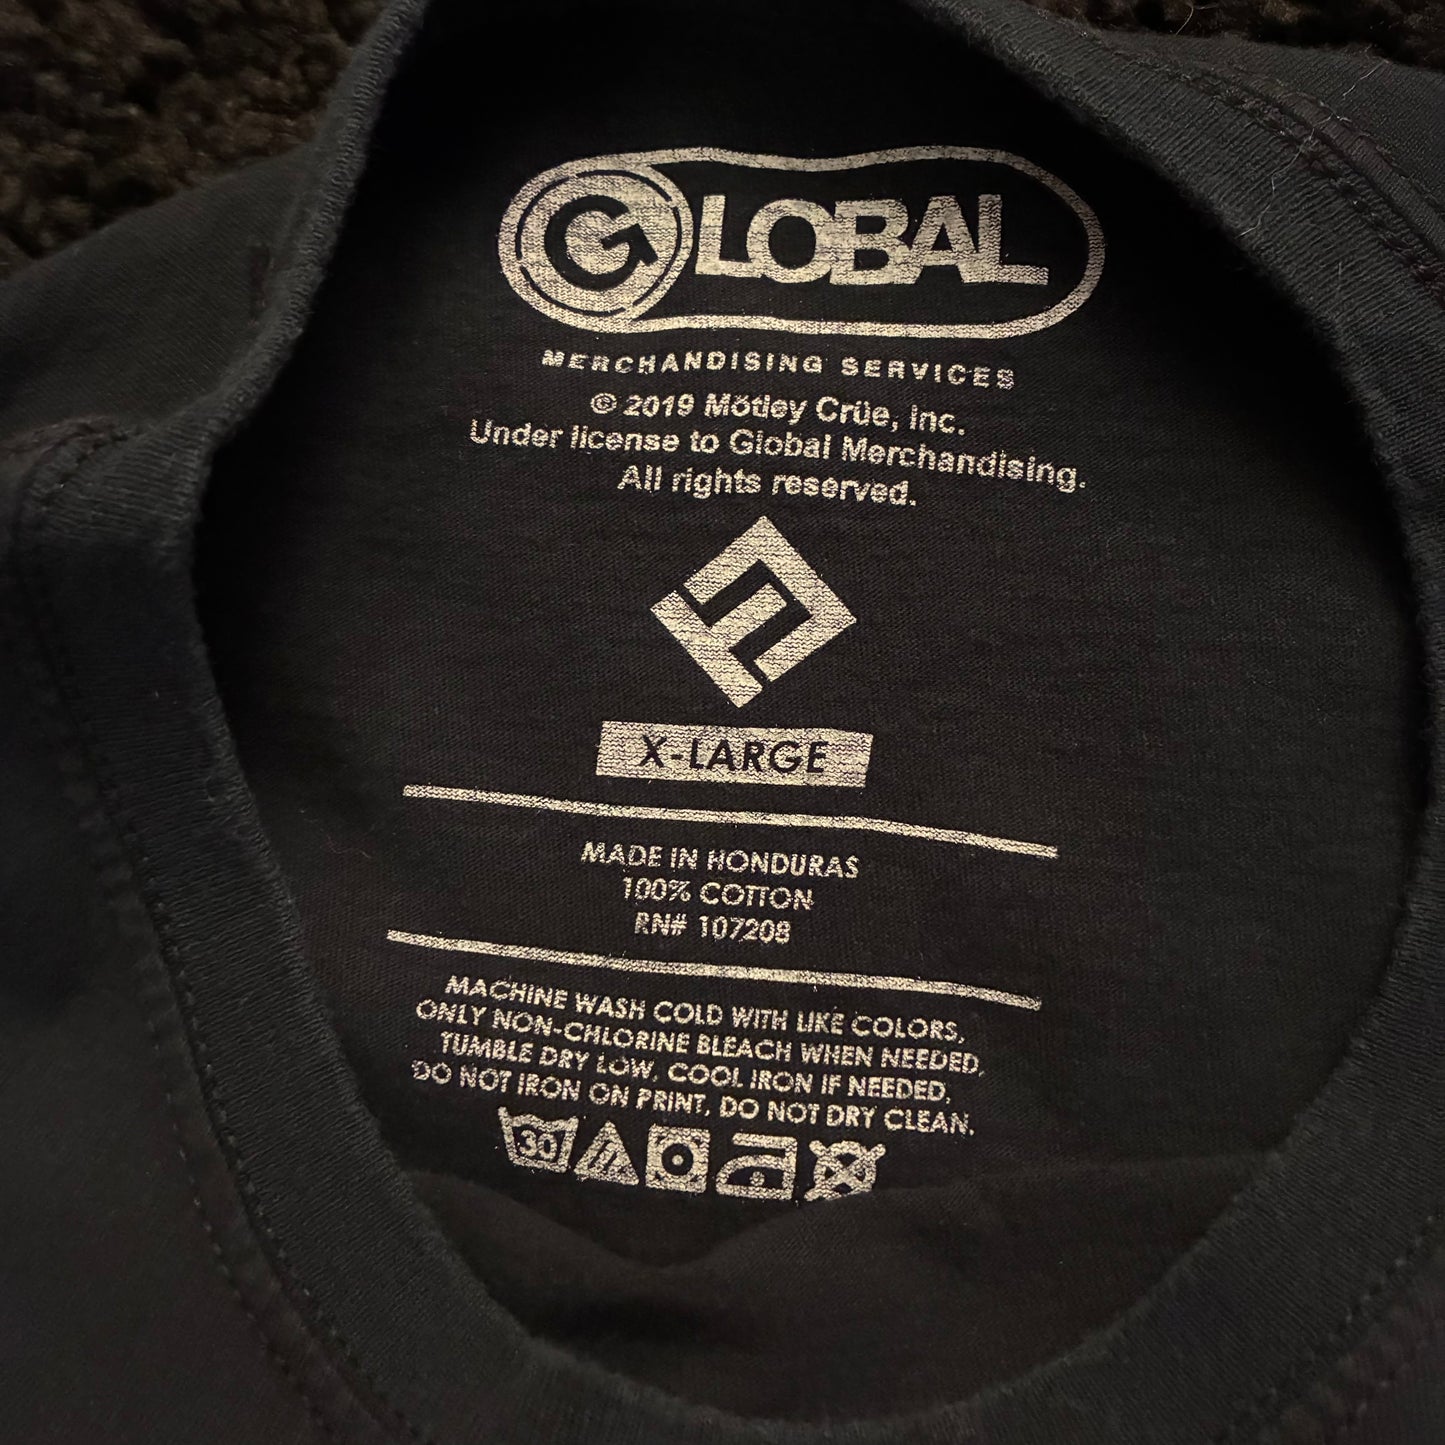 GLOBAL
MERCHANDISING SERVICES
© 2019 Mötley Crüe, Inc.
Under license to Global Merchandising.
All rights reserved.
X-LARGE
MADE IN HONDURAS
100% COTTON
RN# 107208
MACHINE WASH COLD WITH LIKE COLORS,
ONLY NON-CHLORINE BLEACH WHEN NEEDED,
TUMBLE DRY LOW, COOL IRON IF NEEDED,
DO NOT IRON ON PRINT, DO NOT DRY CLEAN.
30